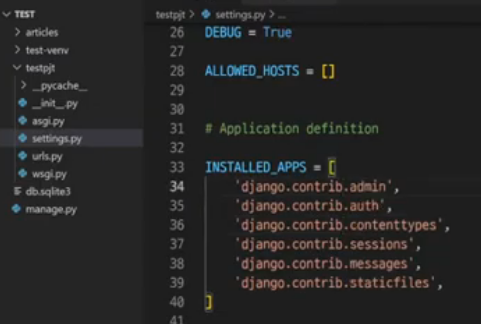 TEST
articles
test-venv
testpjt
__pycache__
__init__.py
asgi.py
settings.py
urls.py
wsgi.py
db.sqlite3
manage.py
testpjt > settings.py > ...
26 DEBUG = True
27
28 ALLOWED_HOSTS = []
29
30
31 # Application definition
32
33 INSTALLED_APPS = [
34 'django.contrib.admin',
35 'django.contrib.auth',
36 'django.contrib.contenttypes',
37 'django.contrib.sessions',
38 'django.contrib.messages',
39 'django.contrib.staticfiles',
40 ]
41